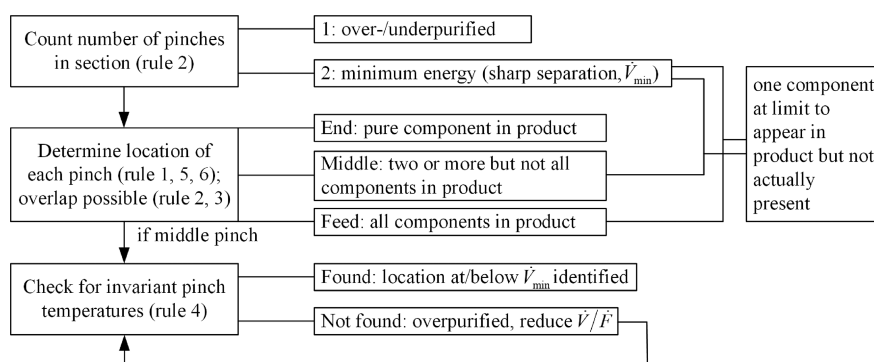 Count number of pinches
in section (rule 2)
1: over-/underpurified
2: minimum energy (sharp separation, V̇min)
one component
at limit to
appear in
product but not
actually
present
Determine location of
each pinch (rule 1, 5, 6);
overlap possible (rule 2, 3)
End: pure component in product
Middle: two or more but not all
components in product
Feed: all components in product
if middle pinch
Check for invariant pinch
temperatures (rule 4)
Found: location at/below V̇min identified
Not found: overpurified, reduce V̇/Ḟ